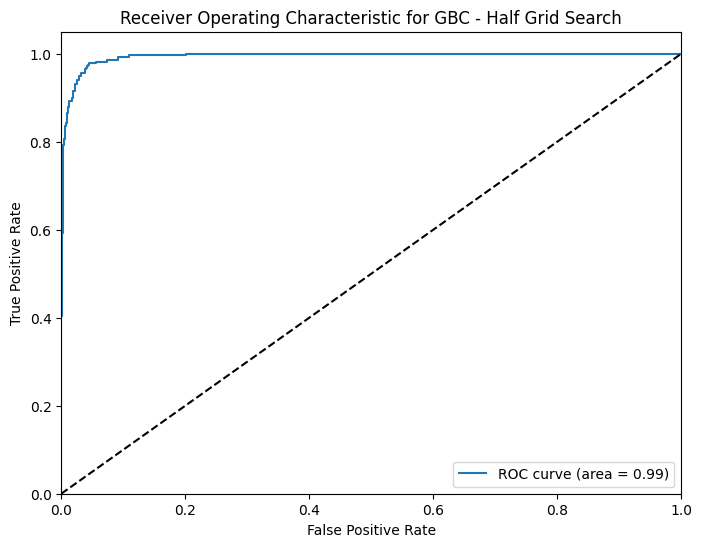 Receiver Operating Characteristic for GBC - Half Grid Search
True Positive Rate
1.0
0.8
0.6
0.4
0.2
0.0
0.0 0.2 0.4 0.6 0.8 1.0
False Positive Rate
ROC curve (area = 0.99)